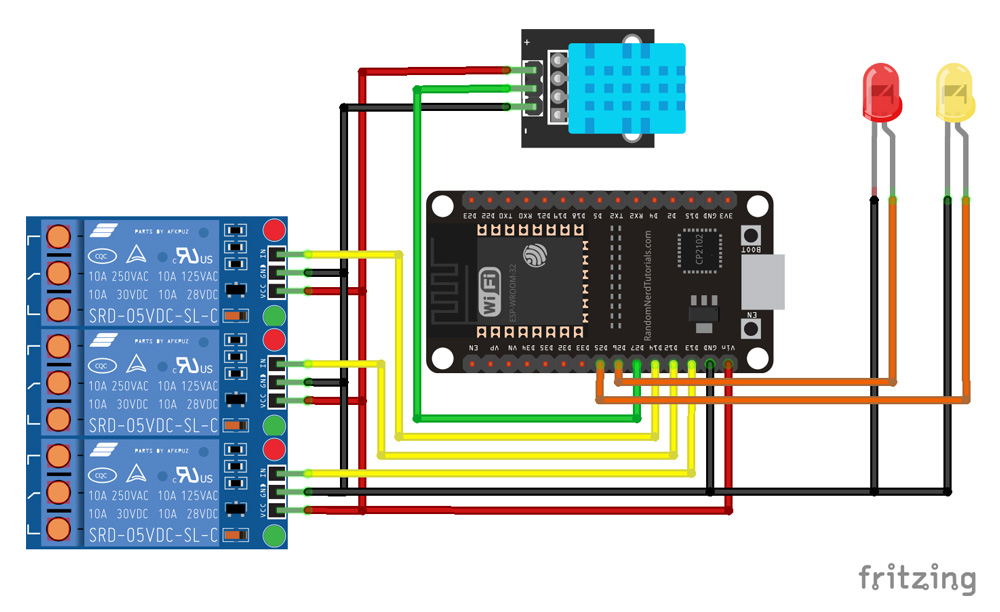 +
-
D23 D22 TX0 RX0 D21 D19 D18 D5 TX2 RX2 D4 D2 D15 GND 3V3
BOOT
CP2102
WiFi
ESP-WROOM-32
RandomNerdTutorials.com
EN
EN VP VN D34 D35 D32 D33 D25 D26 D27 D14 D12 D13 GND Vin
PARTS BY AFKPUZ
CQC
c RU US
10A 250VAC 10A 125VAC
10A 30VDC 10A 28VDC
SRD-05VDC-SL-C
IN
GND
VCC
PARTS BY AFKPUZ
CQC
c RU US
10A 250VAC 10A 125VAC
10A 30VDC 10A 28VDC
SRD-05VDC-SL-C
IN
GND
VCC
PARTS BY AFKPUZ
CQC
c RU US
10A 250VAC 10A 125VAC
10A 30VDC 10A 28VDC
SRD-05VDC-SL-C
IN
GND
VCC
fritzing